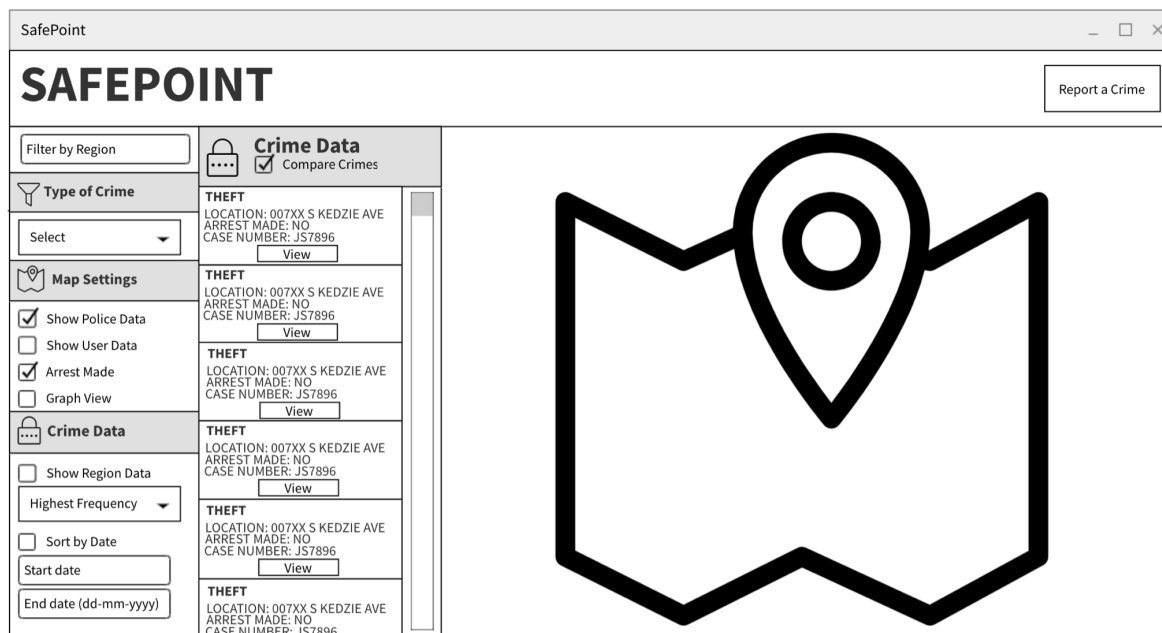 SafePoint
SAFEPOINT
Report a Crime
Filter by Region
Type of Crime
Select
Map Settings
Show Police Data
Show User Data
Arrest Made
Graph View
Crime Data
Show Region Data
Highest Frequency
Sort by Date
Start date
End date (dd-mm-yyyy)
Crime Data
Compare Crimes
THEFT
LOCATION: 007XX S KEDZIE AVE
ARREST MADE: NO
CASE NUMBER: JS7896
View
THEFT
LOCATION: 007XX S KEDZIE AVE
ARREST MADE: NO
CASE NUMBER: JS7896
View
THEFT
LOCATION: 007XX S KEDZIE AVE
ARREST MADE: NO
CASE NUMBER: JS7896
View
THEFT
LOCATION: 007XX S KEDZIE AVE
ARREST MADE: NO
CASE NUMBER: JS7896
View
THEFT
LOCATION: 007XX S KEDZIE AVE
ARREST MADE: NO
CASE NUMBER: JS7896
View
THEFT
LOCATION: 007XX S KEDZIE AVE
ARREST MADE: NO
CASE NUMBER: JS7896